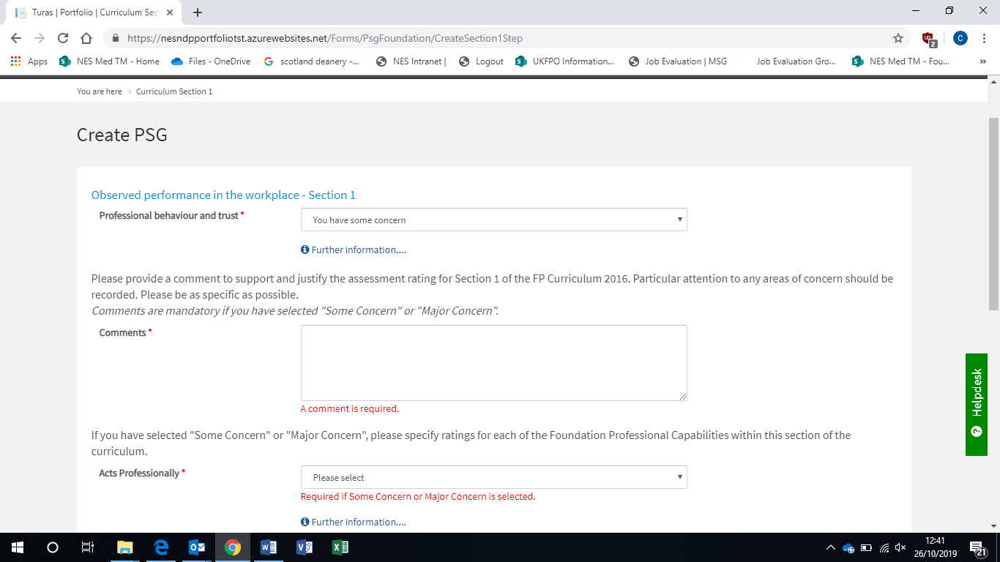 Turas | Portfolio | Curriculum Sect
https://nesndpportfoliotst.azurewebsites.net/Forms/PsgFoundation/CreateSection1Step
C
2
Apps
NES Med TM - Home
Files - OneDrive
scotland deanery -...
NES Intranet |
Logout
UKFPO Information...
Job Evaluation | MSG
Job Evaluation Gro...
NES Med TM - Fou...
»
You are here > Curriculum Section 1
Create PSG
Observed performance in the workplace - Section 1
Professional behaviour and trust *
You have some concern
Further information....
Please provide a comment to support and justify the assessment rating for Section 1 of the FP Curriculum 2016. Particular attention to any areas of concern should be
recorded. Please be as specific as possible.
Comments are mandatory if you have selected "Some Concern" or "Major Concern".
Comments *
A comment is required.
Helpdesk
If you have selected "Some Concern" or "Major Concern", please specify ratings for each of the Foundation Professional Capabilities within this section of the
curriculum.
Acts Professionally *
Please select
Required if Some Concern or Major Concern is selected.
Further information....
12:41
26/10/2019
21